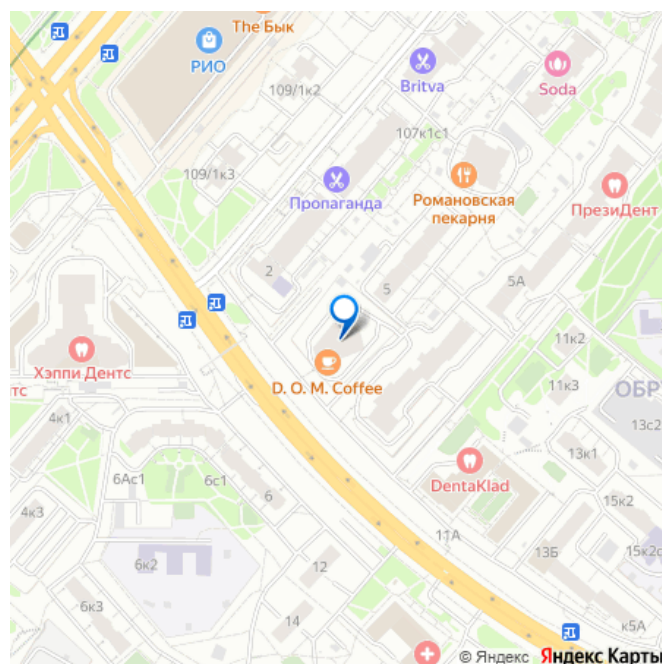 The Бык
РИО
109/1к2
Britva
Soda
107к1с1
109/1к3
Пропаганда
Романовская
пекарня
ПрезиДент
2
5
5А
11к2
Хэппи Дентс
тс
D. O. M. Coffee
11к3
ОБР
4к1
13с2
6Ас1
6с1
6
DentaKlad
13к1
4к3
15к2
11А
6к2
12
13Б
15к2с
6к3
14
к5А
© Яндекс Яндекс Карты